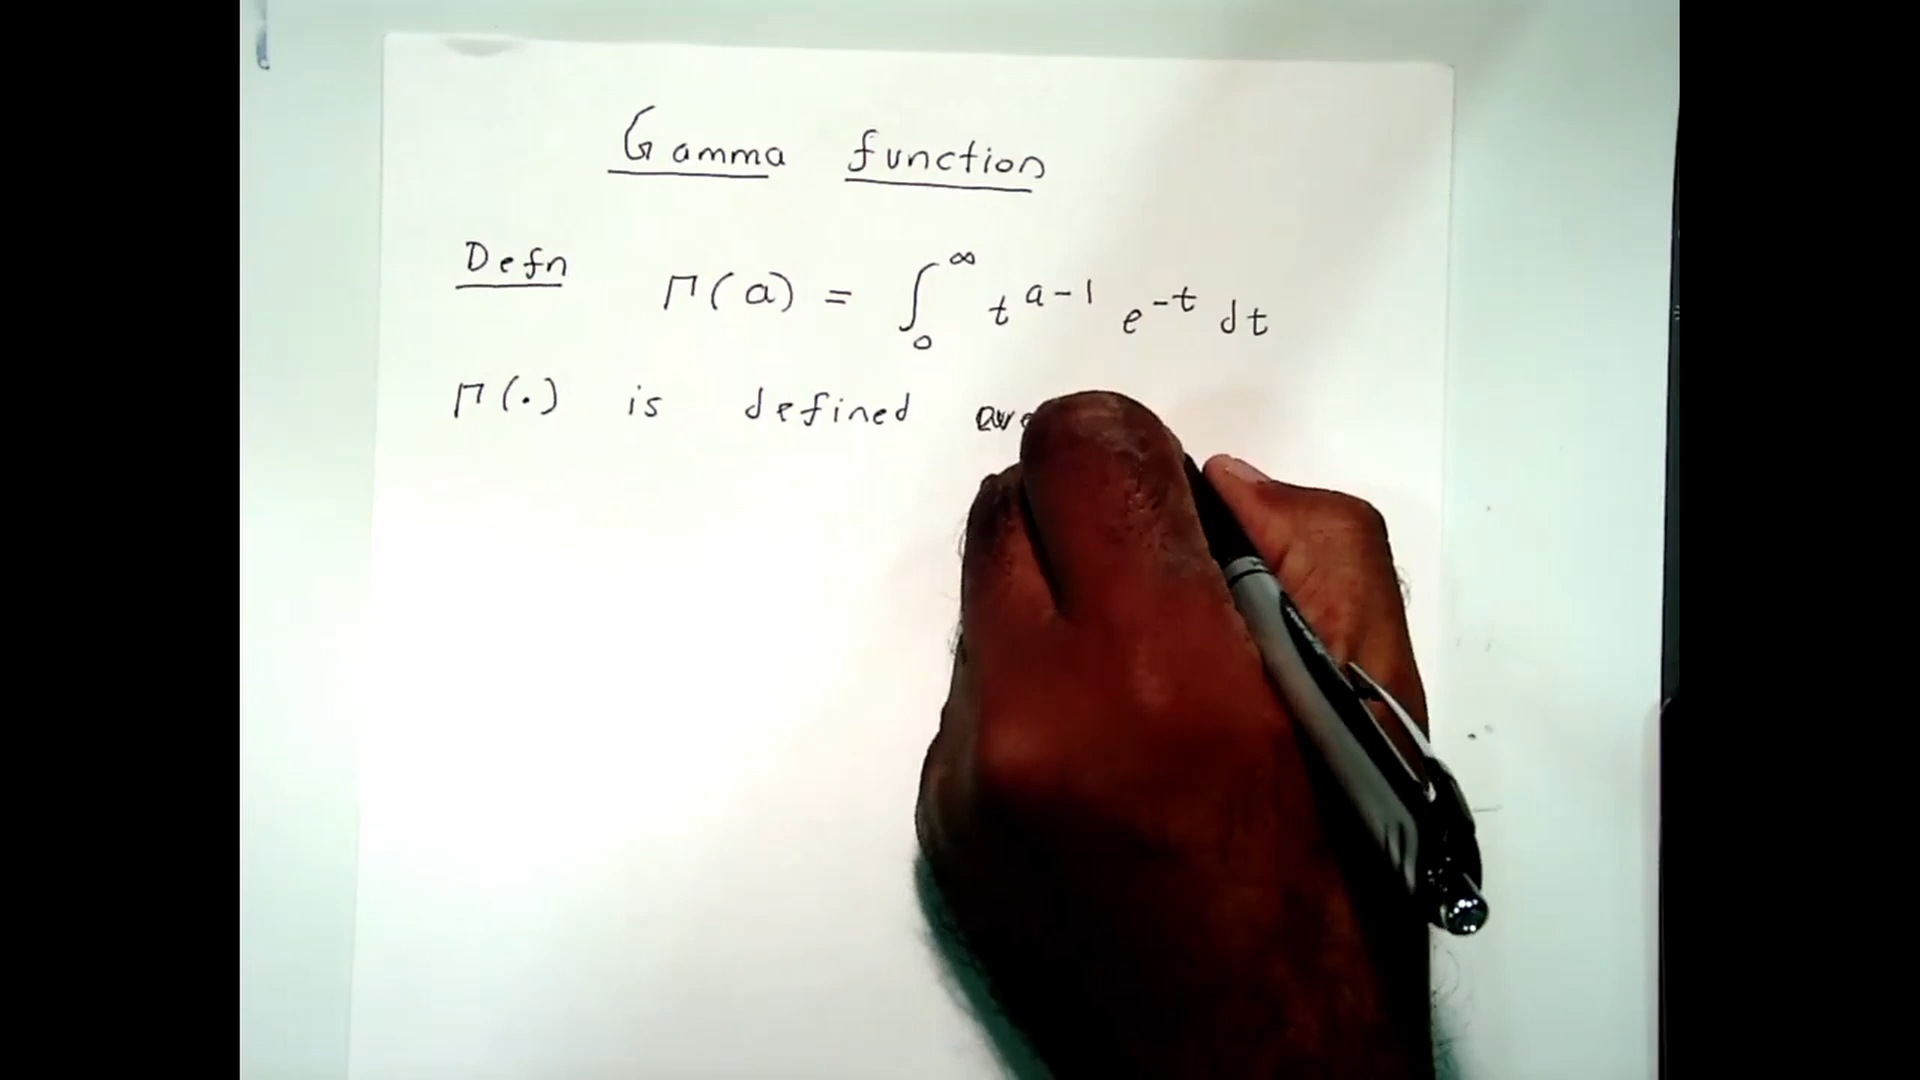 Gamma function
Defn Γ(a) = ∫₀^∞ t^{a-1} e^{-t} dt
Γ(.) is defined